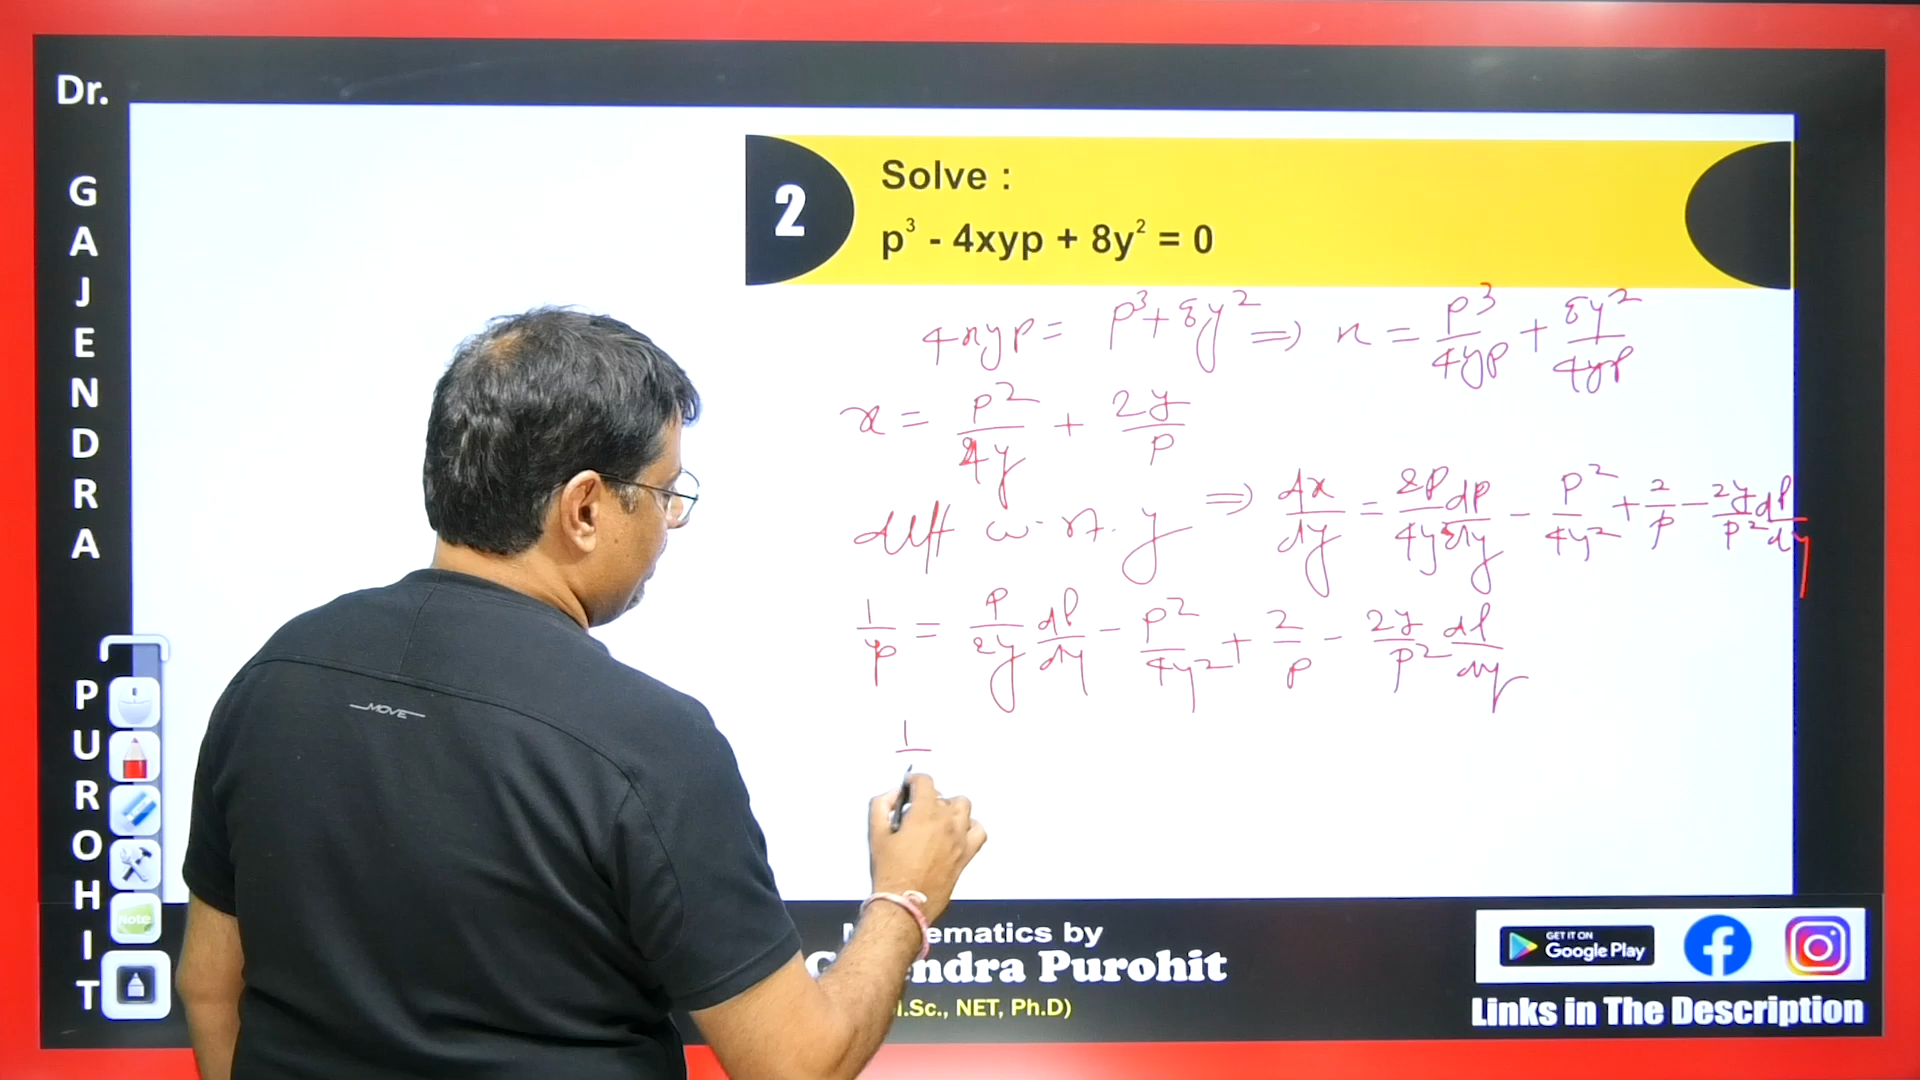 Dr.
GAJENDRA
PUROHIT
2
Solve :
p³ - 4xyp + 8y² = 0
4xyp = p³ + 8y² ⇒ x = p³/4yp + 8y²/4yp
x = p²/4y + 2y/p
diff w.r.t. y ⇒ dx/dy = 2p/4y dp/dy - p²/4y² + 2/p - 2y/p² dp/dy
1/p = p/2y dp/dy - p²/4y² + 2/p - 2y/p² dp/dy
1
Note
MOVE
ematics by
ndra Purohit
.Sc., NET, Ph.D)
GET IT ON
Google Play
Links in The Description